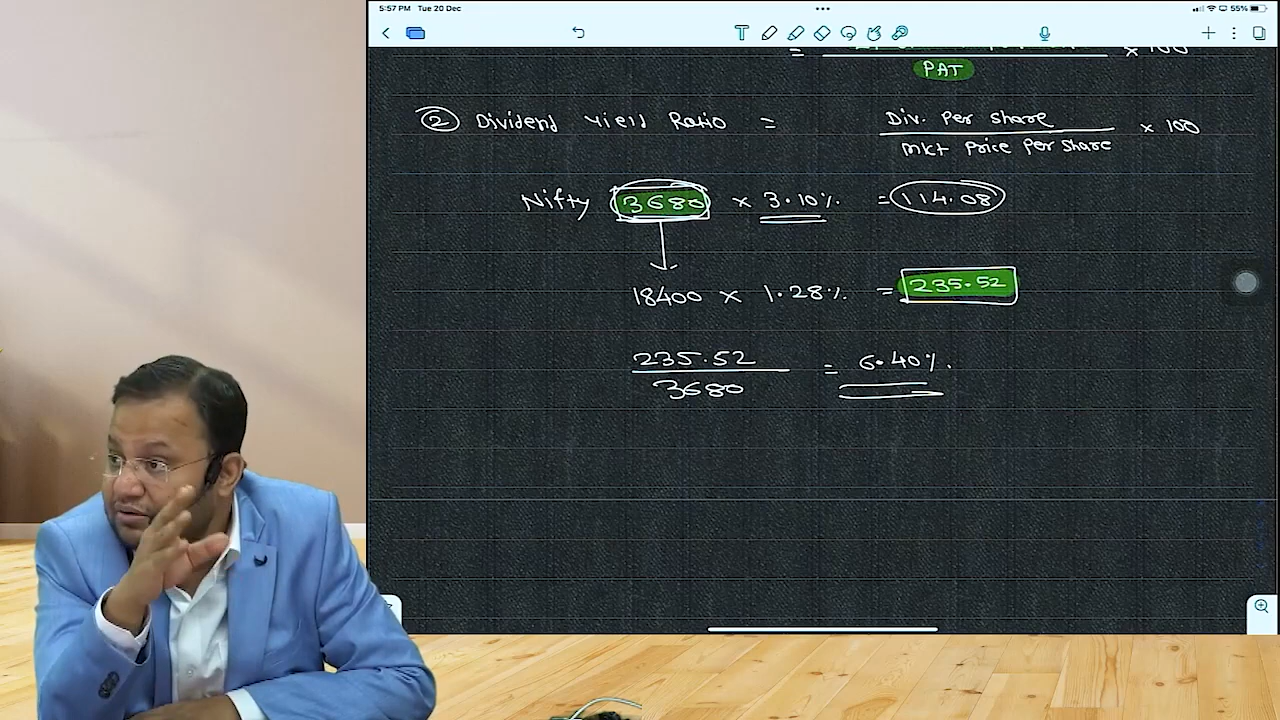 5:57 PM Tue 20 Dec
55%
= × 100
PAT
② Dividend Yield Ratio = Div. Per Share × 100
mkt Price Per Share
Nifty 3680 × 3.10% = 114.08
18400 × 1.28% = 235.52
235.52 = 6.40%.
3680